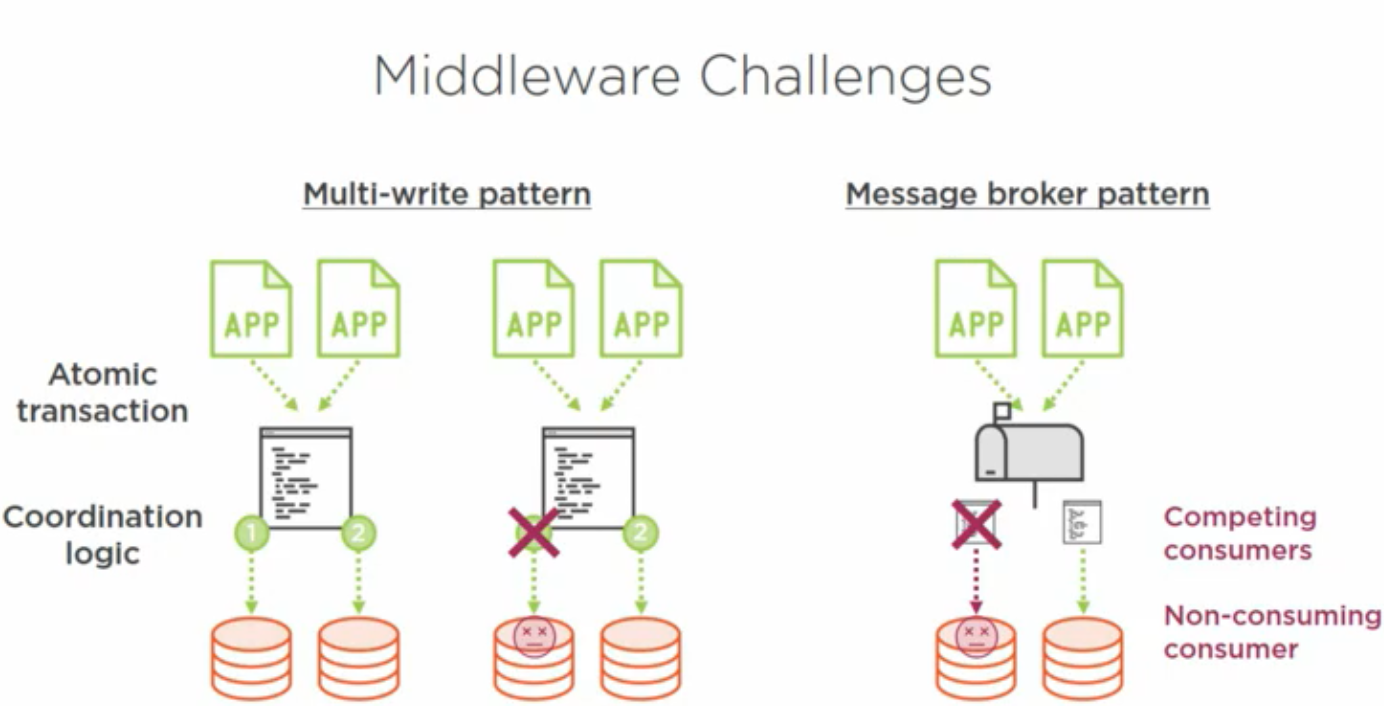 Middleware Challenges
Multi-write pattern
Message broker pattern
APP
APP
APP
APP
APP
APP
Atomic
transaction
Coordination
logic
1
2
2
Competing
consumers
Non-consuming
consumer